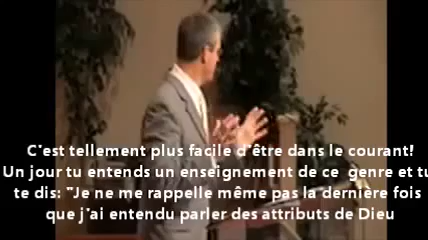 C'est tellement plus facile d'être dans le courant!
Un jour tu entends un enseignement de ce genre et tu
te dis: "Je ne me rappelle même pas la dernière fois
que j'ai entendu parler des attributs de Dieu